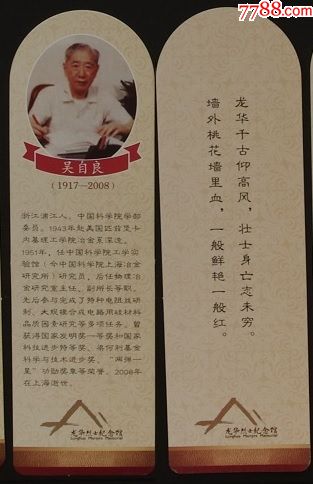 7788.com
吴自良
(1917—2008)
浙江浦江人，中国科学院学部
委员。1943年赴美国匹兹堡卡
内基理工学院冶金系深造。
1951年，任中国科学院工学实
验馆（今中国科学院上海冶金
研究所）研究员，后任物理冶
金研究室主任、副所长等职。
先后参与完成了特种电阻丝研
制、大规模合成电路用硅材料
品质因素研究等多项任务。曾
获得国家发明奖一等奖和国家
科技进步特等奖、梁何利基金
科学与技术进步奖、“两弹一
星”功勋奖章等荣誉。2008年
在上海逝世。
龙华烈士纪念馆
Longhua Martyrs Memorial
龙华千古仰高风，壮士身亡志未穷。
墙外桃花墙里血，一般鲜艳一般红。
龙华烈士纪念馆
Longhua Martyrs Memorial